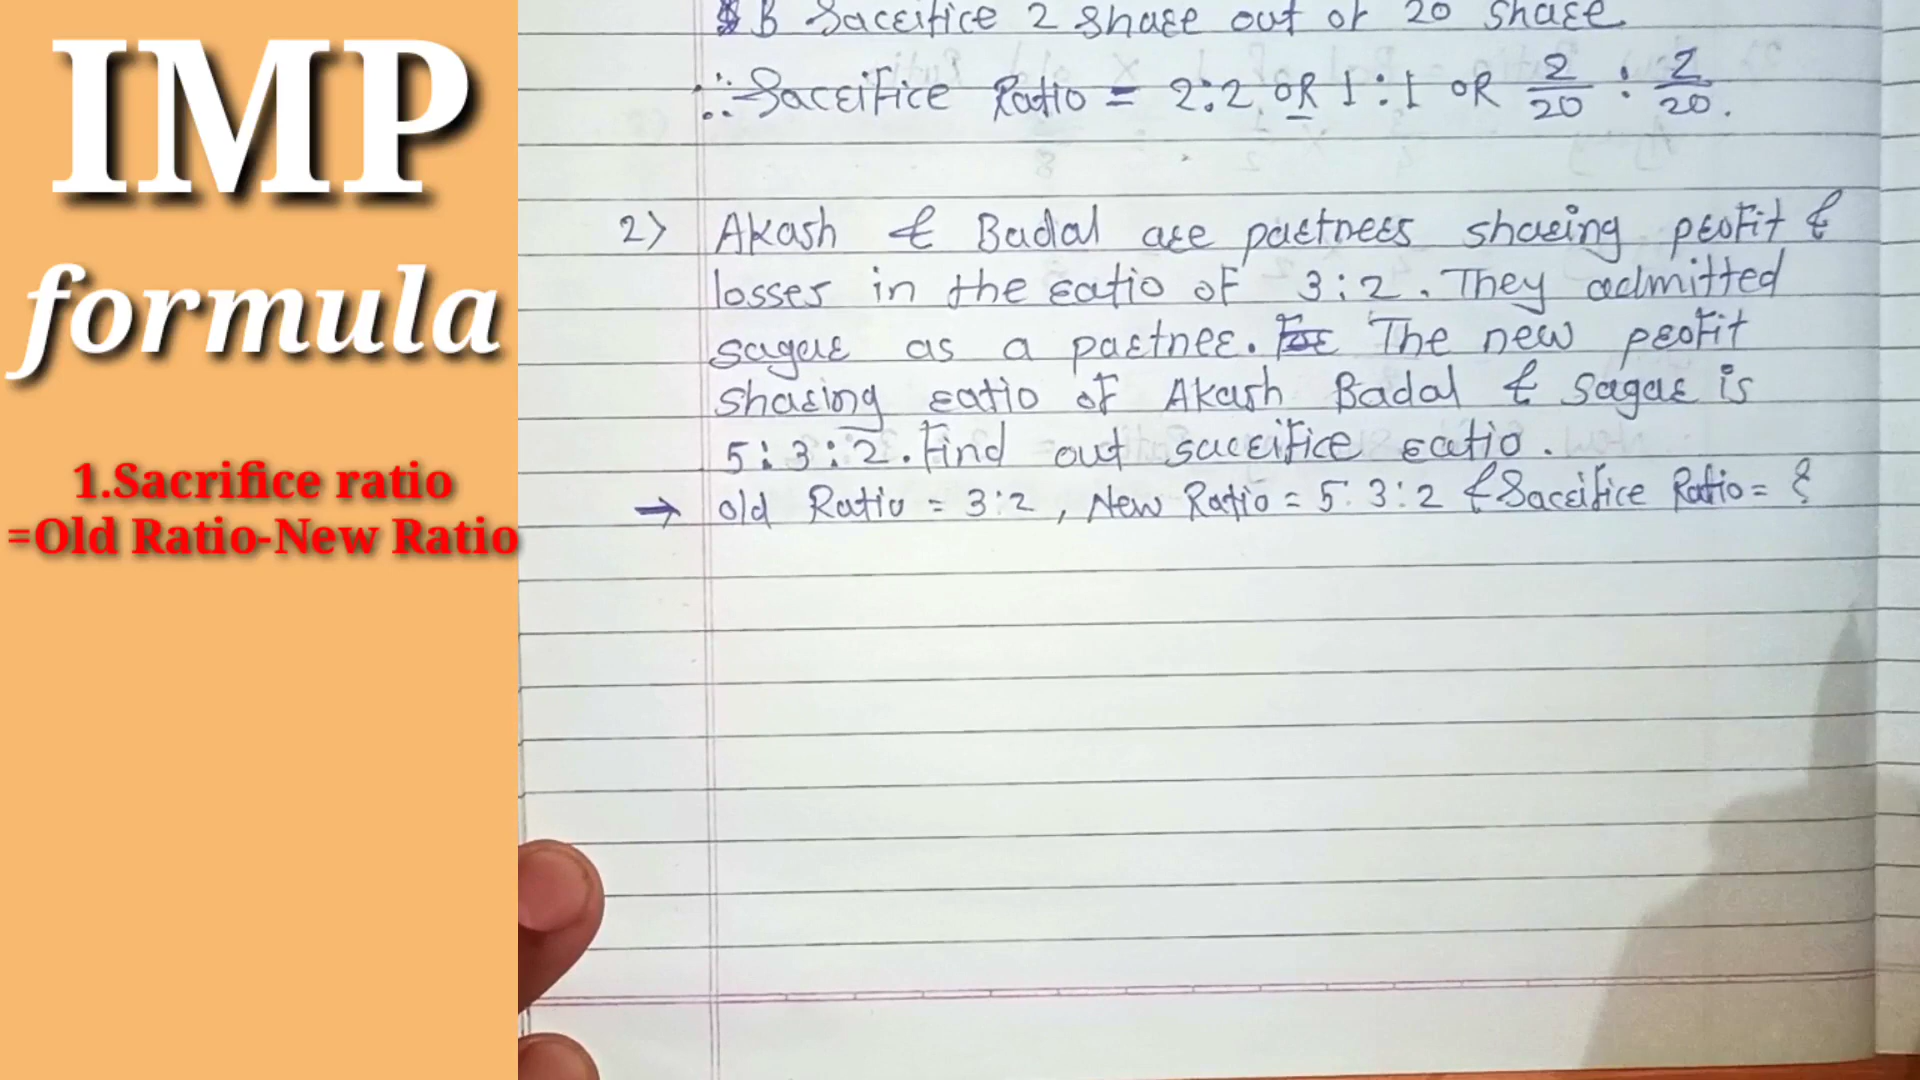 IMP
formula
1.Sacrifice ratio
=Old Ratio-New Ratio
B Sacrifice 2 share out of 20 share
∴ Sacrifice Ratio = 2:2 OR 1:1 OR 2/20 : 2/20.
2) Akash & Badal are partners sharing profit &
losses in the ratio of 3:2. They admitted
sagar as a partner. The new profit
sharing ratio of Akash Badal & Sagar is
5:3:2. Find out sacrifice ratio.
→ old Ratio = 3:2, New Ratio = 5:3:2 & Sacrifice Ratio = ?